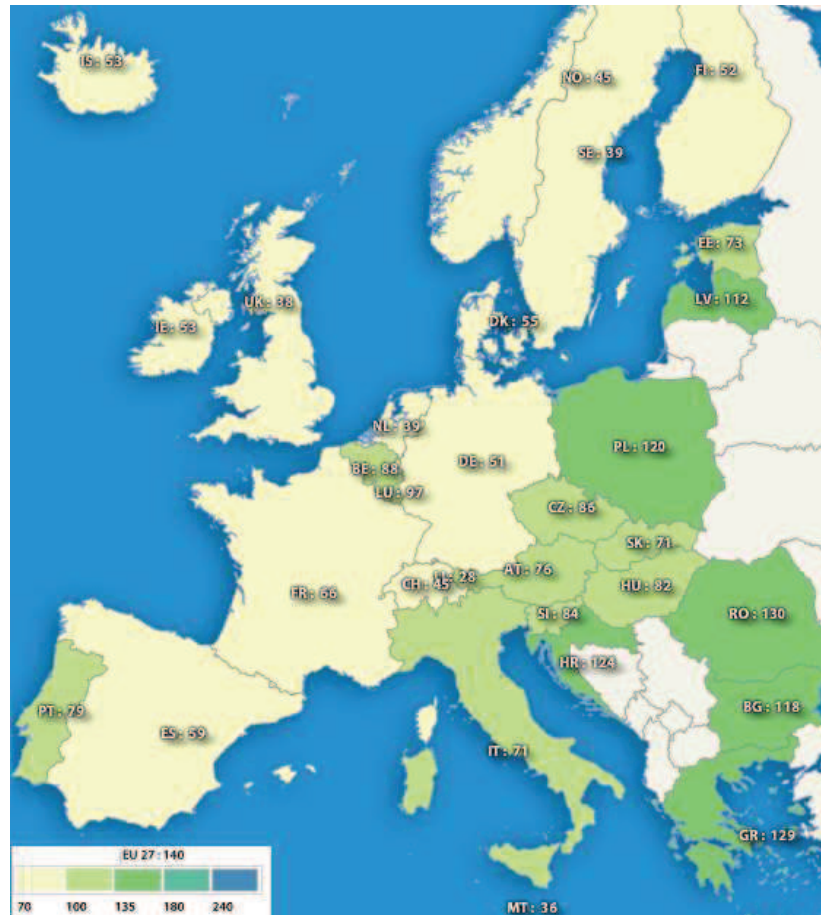 IS : 53
NO : 45
FI : 52
SE : 39
EE : 73
LV : 112
UK : 38
IE : 53
DK : 55
NL : 39
PL : 120
BE : 88
DE : 51
LU : 97
CZ : 86
SK : 71
LI : 28
AT : 76
CH : 45
HU : 82
FR : 66
SI : 84
RO : 130
HR : 124
PT : 79
BG : 118
ES : 59
IT : 71
GR : 129
EU 27 : 140
70 100 135 180 240
MT : 36